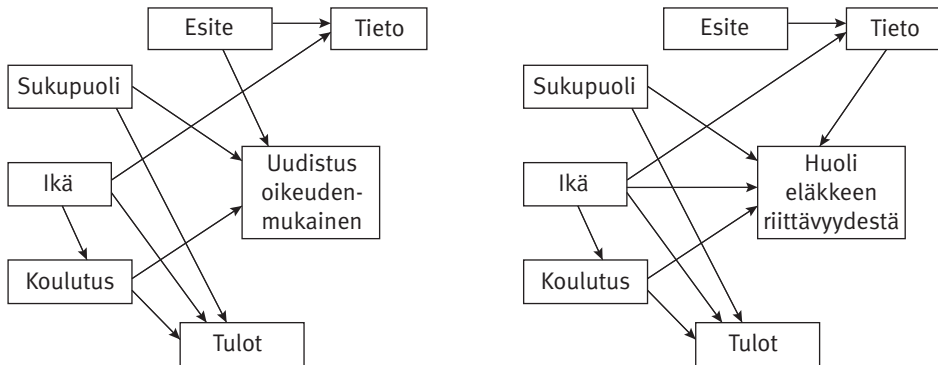 Esite
Tieto
Sukupuoli
Ikä
Uudistus
oikeuden-
mukainen
Koulutus
Tulot
Esite
Tieto
Sukupuoli
Ikä
Huoli
eläkkeen
riittävyydestä
Koulutus
Tulot